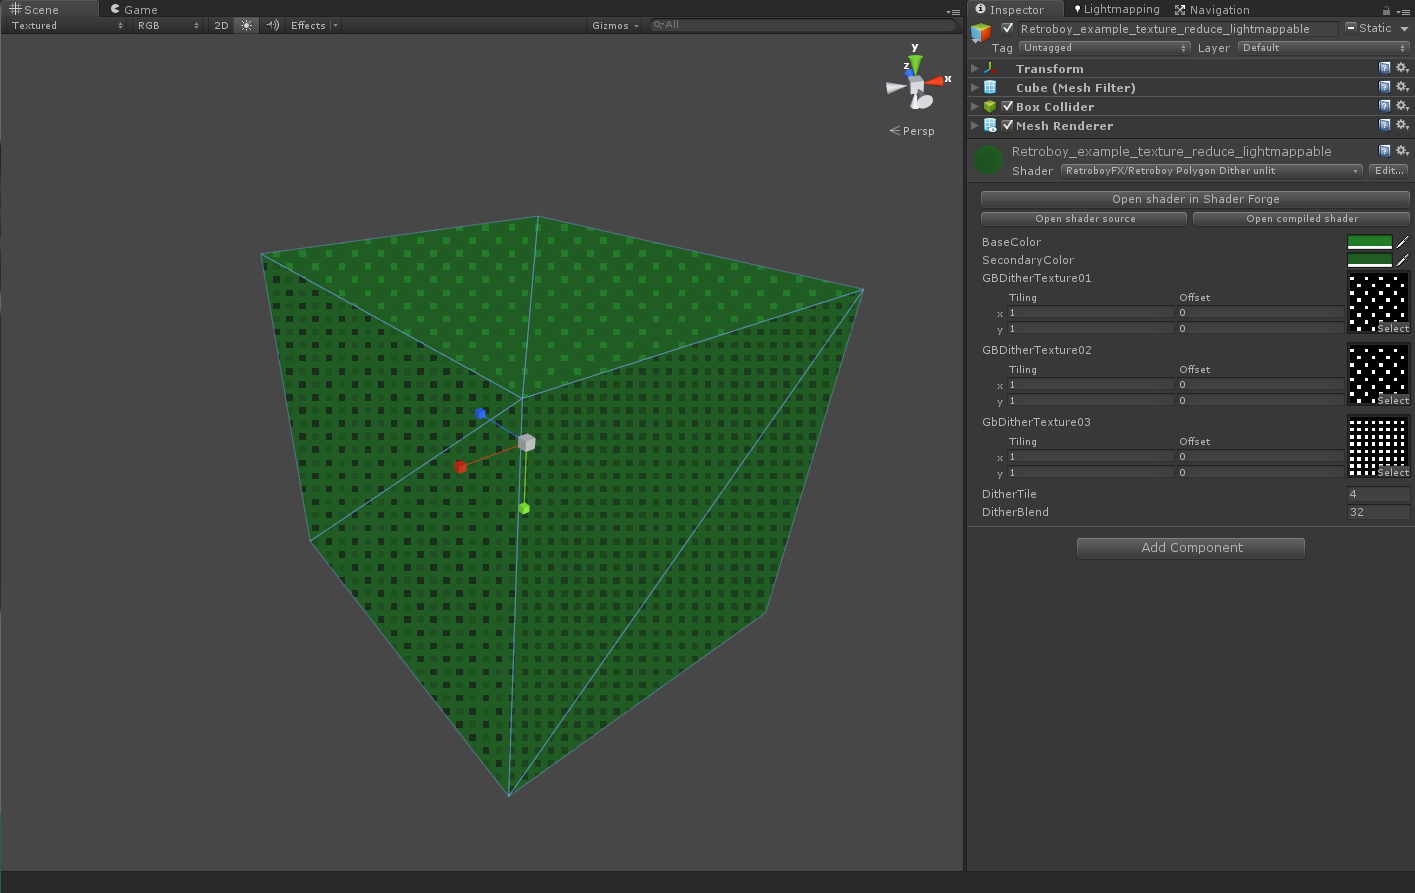 Scene
Game
Textured
RGB
2D
Effects
Gizmos
All
y
z
x
Persp
Inspector
Lightmapping
Navigation
Retroboy_example_texture_reduce_lightmappable
Static
Tag
Untagged
Layer
Default
Transform
Cube (Mesh Filter)
Box Collider
Mesh Renderer
Retroboy_example_texture_reduce_lightmappable
Shader
RetroboyFX/Retroboy Polygon Dither unlit
Edit...
Open shader in Shader Forge
Open shader source
Open compiled shader
BaseColor
SecondaryColor
GBDitherTexture01
Tiling Offset
x 1 0
y 1 0
Select
GBDitherTexture02
Tiling Offset
x 1 0
y 1 0
Select
GbDitherTexture03
Tiling Offset
x 1 0
y 1 0
Select
DitherTile 4
DitherBlend 32
Add Component